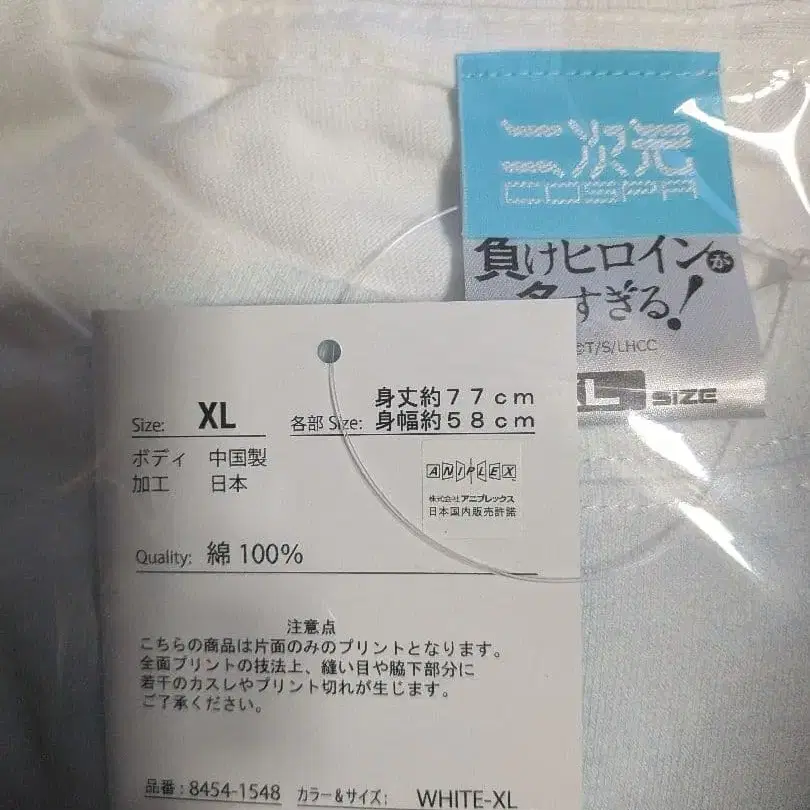 二次元
COSPA
負けヒロインが
多すぎる!
©T/S/LHCC
XL SIZE
Size: XL 各部 Size: 身丈約77cm
身幅約58cm
ボディ 中国製
加工 日本
ANIPLEX
株式会社アニプレックス
日本国内販売許諾
Quality: 綿 100%
注意点
こちらの商品は片面のみのプリントとなります。
全面プリントの技法上、縫い目や脇下部分に
若干のカスレやプリント切れが生じます。
ご了承ください。
品番: 8454-1548 カラー&サイズ: WHITE-XL